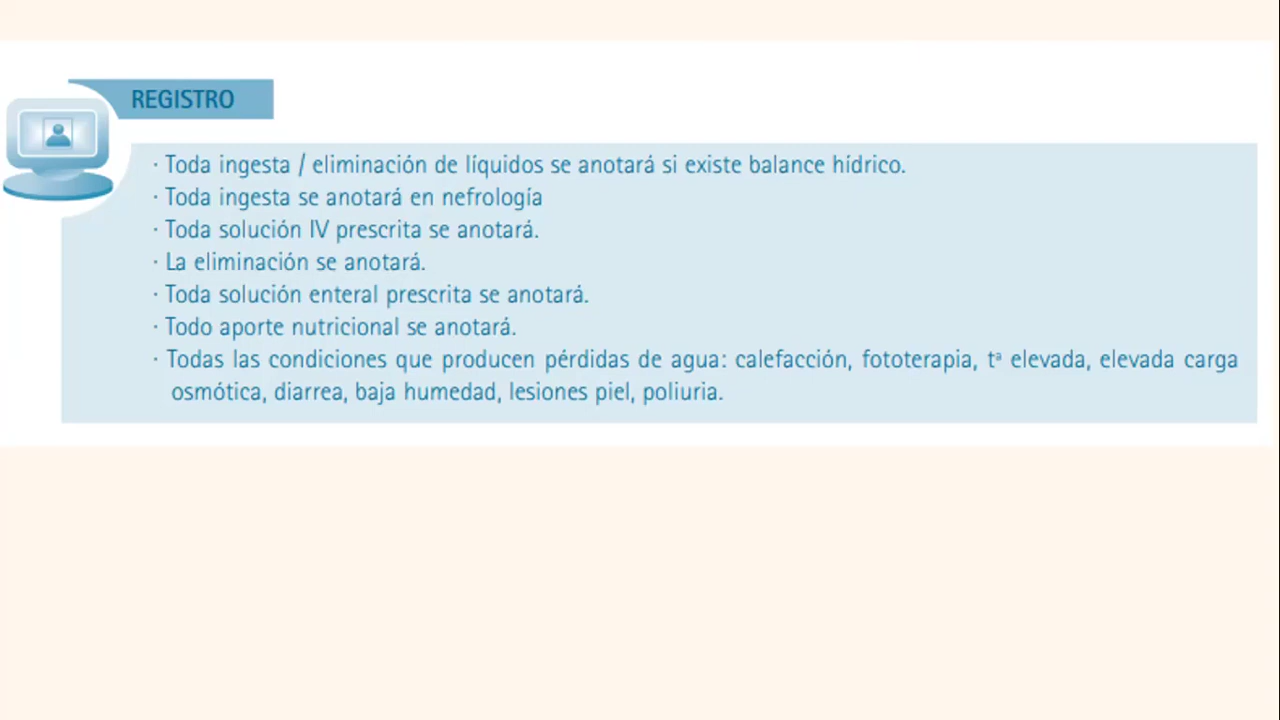 REGISTRO
· Toda ingesta / eliminación de líquidos se anotará si existe balance hídrico.
· Toda ingesta se anotará en nefrología
· Toda solución IV prescrita se anotará.
· La eliminación se anotará.
· Toda solución enteral prescrita se anotará.
· Todo aporte nutricional se anotará.
· Todas las condiciones que producen pérdidas de agua: calefacción, fototerapia, tª elevada, elevada carga
osmótica, diarrea, baja humedad, lesiones piel, poliuria.